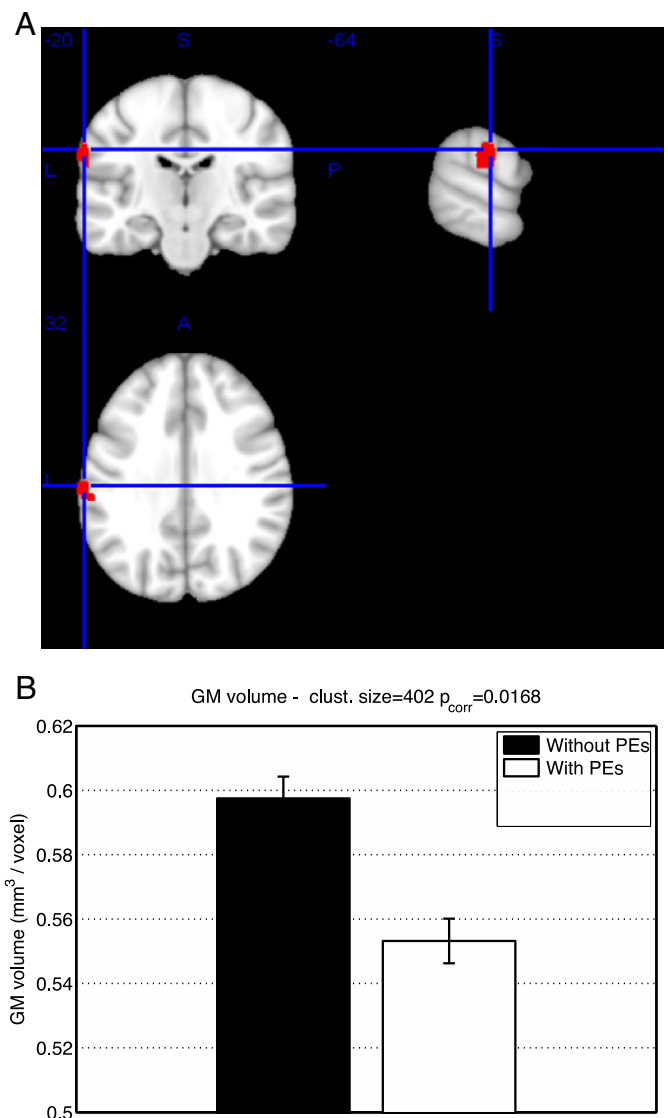 A
-20 S -64 S
L P
32 A
L
B
GM volume - clust. size=402 p_corr=0.0168
0.62
0.6
0.58
0.56
0.54
0.52
0.5
GM volume (mm³ / voxel)
Without PEs
With PEs